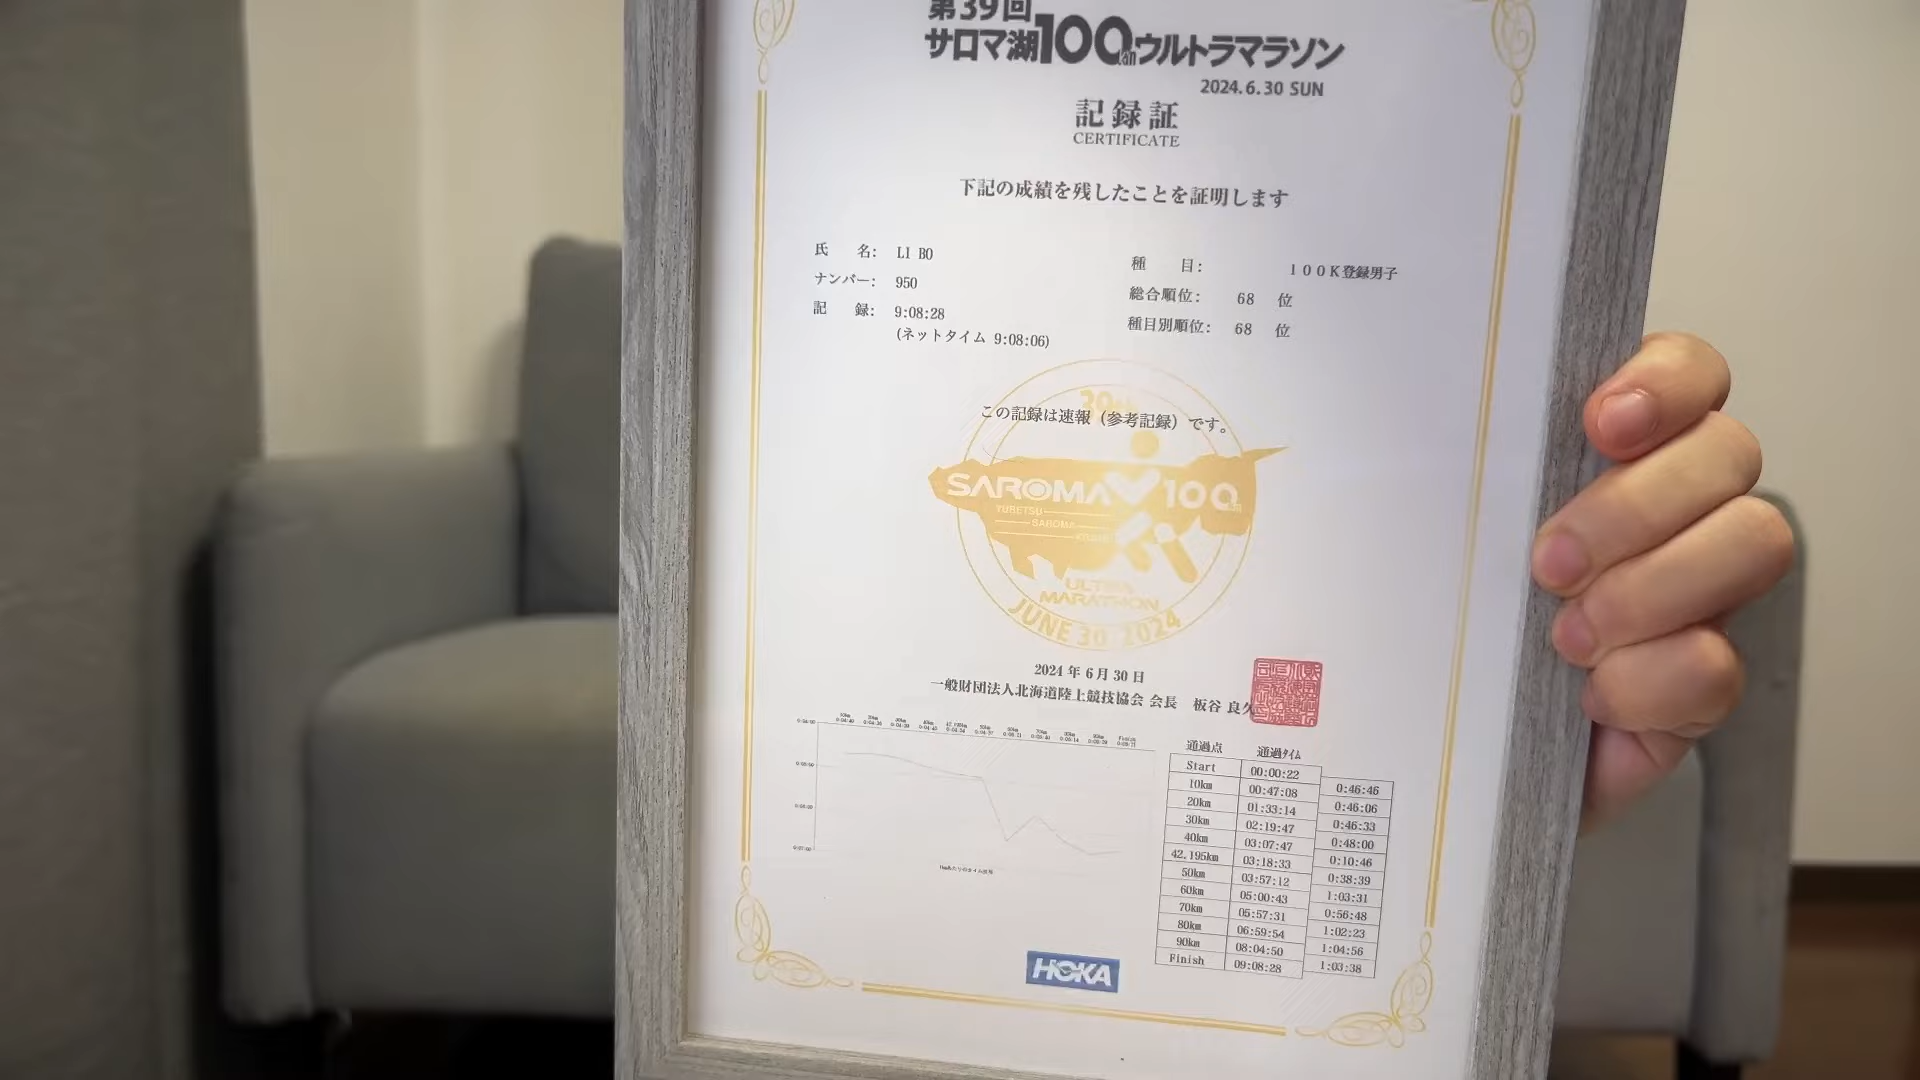 第39回
サロマ湖100kmウルトラマラソン
2024.6.30 SUN
記録証
CERTIFICATE
下記の成績を残したことを証明します
氏 名: LI BO
ナンバー: 950
記 録: 9:08:28
(ネットタイム 9:08:06)
種 目: 100K登録男子
総合順位: 68 位
種目別順位: 68 位
この記録は速報（参考記録）です。
SAROMA 100km
YUBETSU
SAROMA
ULTRA
MARATHON
JUNE 30 2024
2024 年 6月 30 日
一般財団法人北海道陸上競技協会 会長 板谷 良久
通過点 通過タイム
Start 00:00:22
10km 00:47:08 0:46:46
20km 01:33:14 0:46:06
30km 02:19:47 0:46:33
40km 03:07:47 0:48:00
42.195km 03:18:33 0:10:46
50km 03:57:12 0:38:39
60km 05:00:43 1:03:31
70km 05:57:31 0:56:48
80km 06:59:54 1:02:23
90km 08:04:50 1:04:56
Finish 09:08:28 1:03:38
HOKA